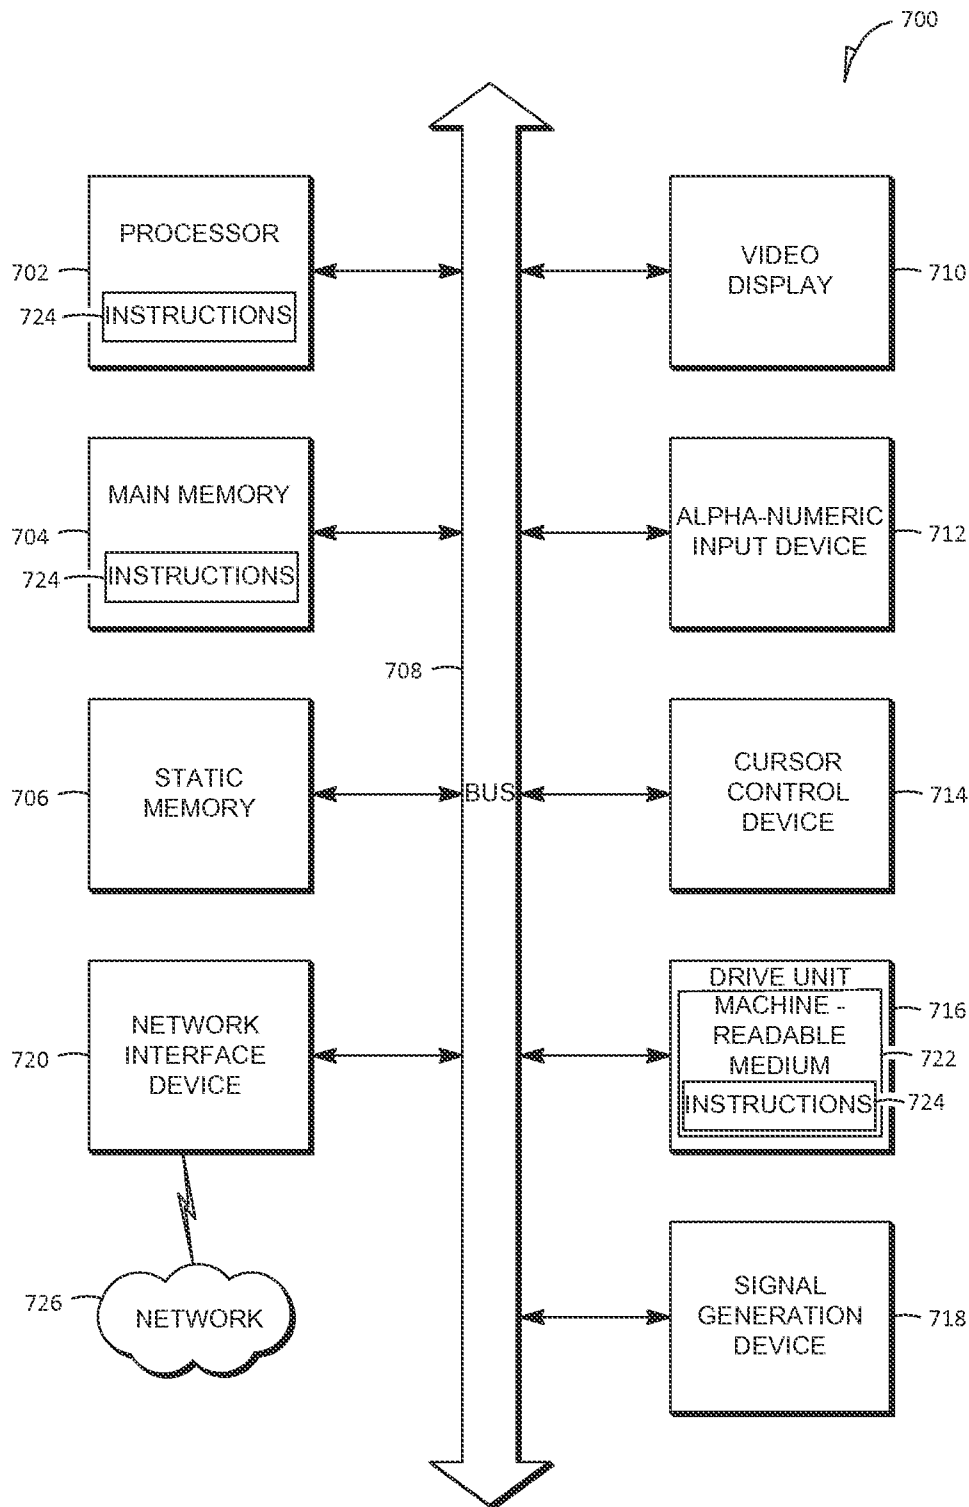 700
PROCESSOR
702
724
INSTRUCTIONS
VIDEO
DISPLAY
710
MAIN MEMORY
704
724
INSTRUCTIONS
ALPHA-NUMERIC
INPUT DEVICE
712
708
STATIC
MEMORY
706
BUS
CURSOR
CONTROL
DEVICE
714
NETWORK
INTERFACE
DEVICE
720
DRIVE UNIT
716
MACHINE-
READABLE
MEDIUM
722
INSTRUCTIONS
724
726
NETWORK
SIGNAL
GENERATION
DEVICE
718